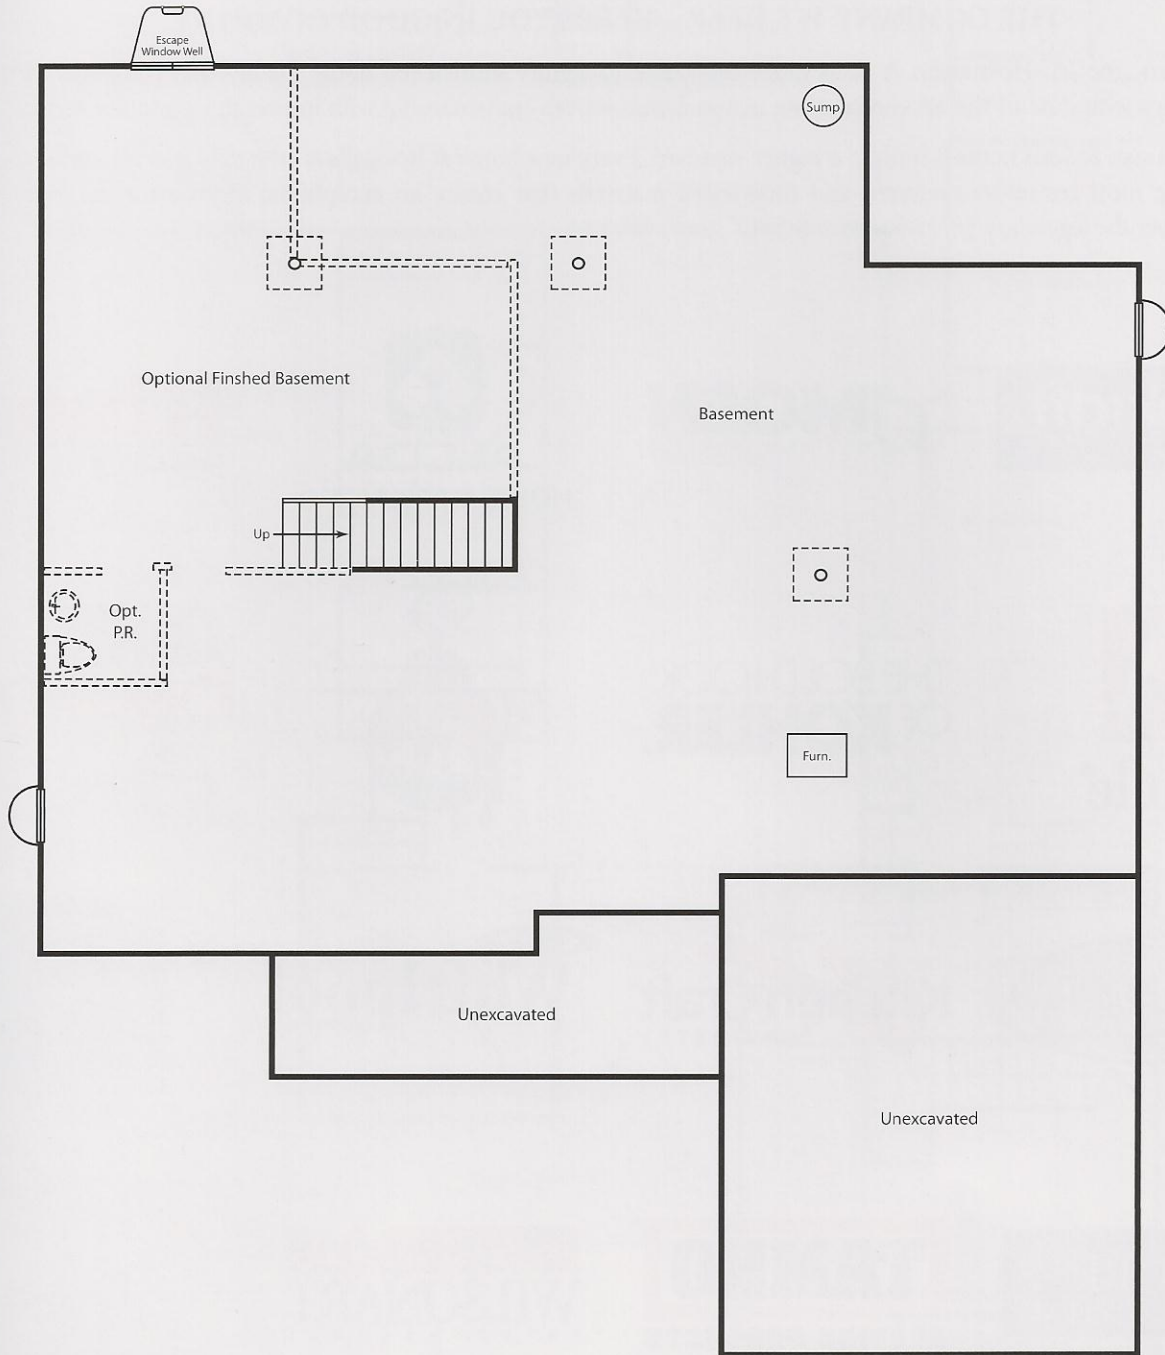 Escape
Window Well
Sump
Optional Finshed Basement
Basement
Up
Opt.
P.R.
Furn.
Unexcavated
Unexcavated